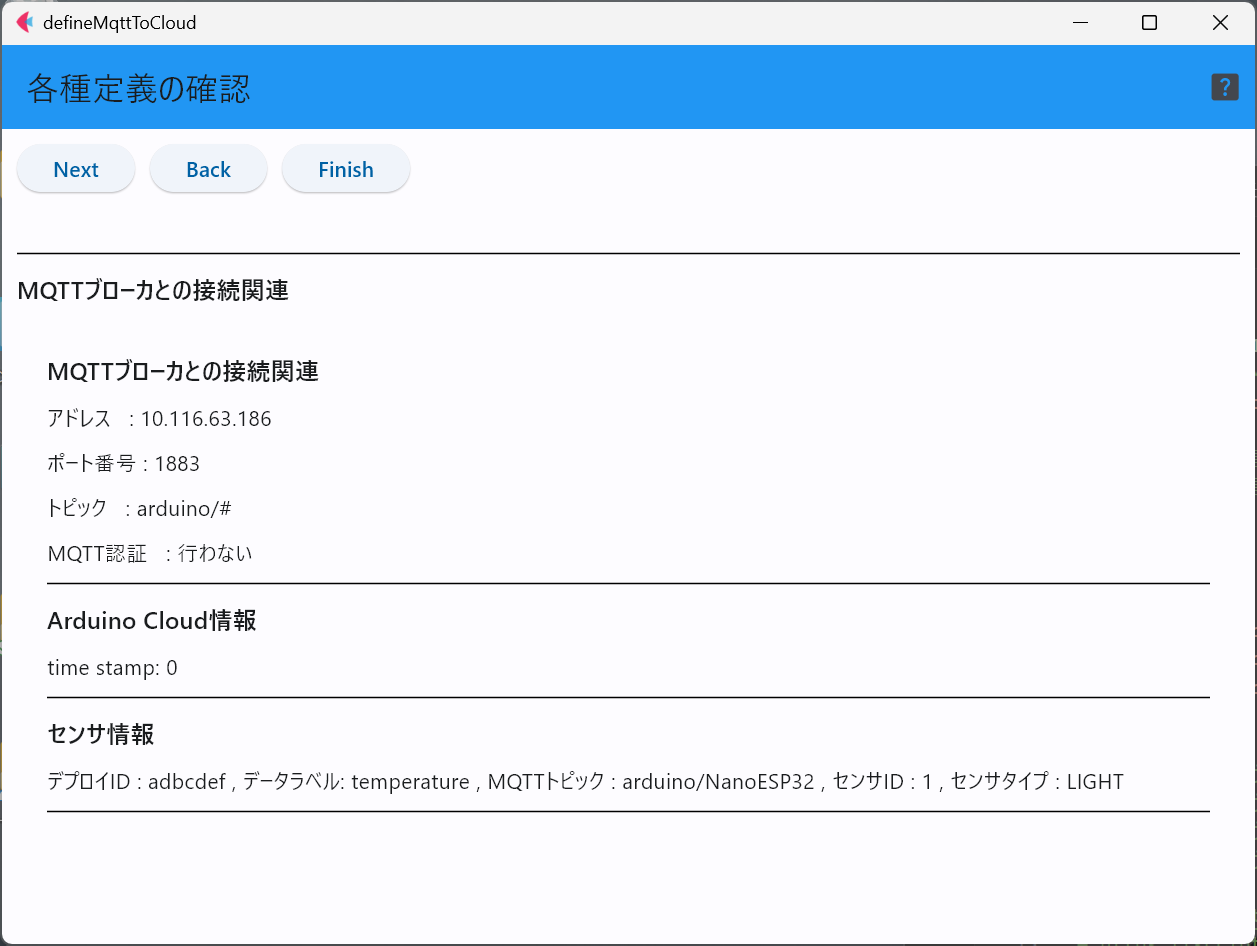 defineMqttToCloud
各種定義の確認
?
Next Back Finish
MQTTブローカとの接続関連
MQTTブローカとの接続関連
アドレス : 10.116.63.186
ポート番号 : 1883
トピック : arduino/#
MQTT認証 : 行わない
Arduino Cloud情報
time stamp: 0
センサ情報
デプロイID : adbcdef , データラベル: temperature , MQTTトピック : arduino/NanoESP32 , センサID : 1 , センサタイプ : LIGHT